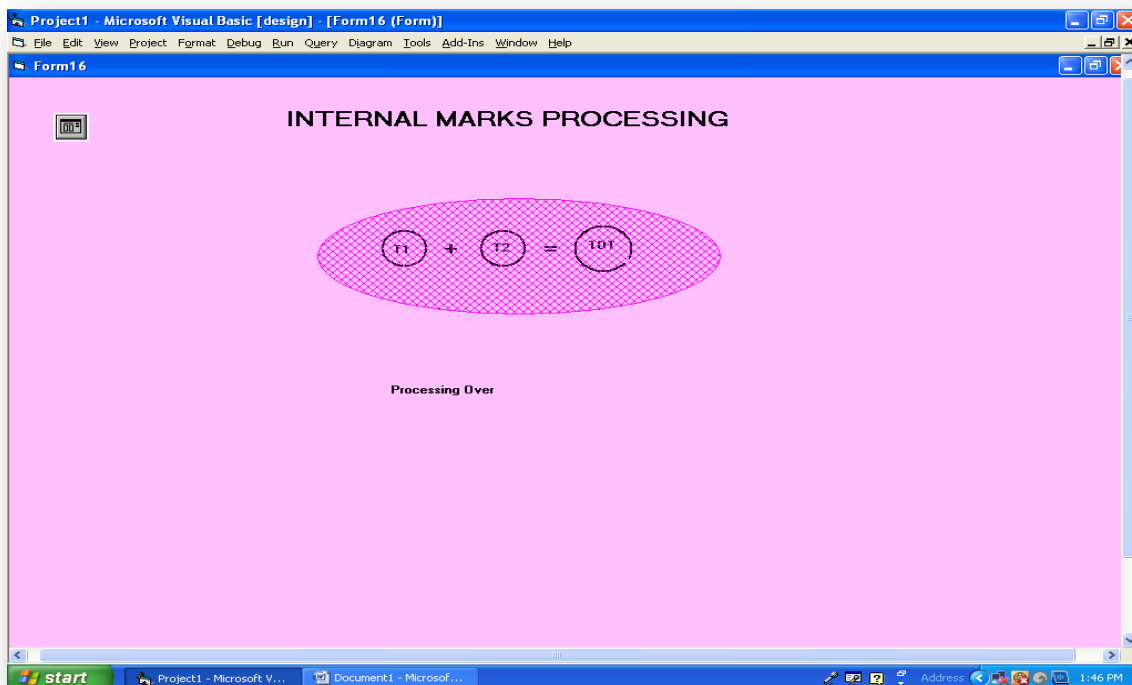 Project1 - Microsoft Visual Basic [design] - [Form16 (Form)]
File Edit View Project Format Debug Run Query Diagram Tools Add-Ins Window Help
Form16
INTERNAL MARKS PROCESSING
T1 + T2 = TOT
Processing Over
start Project1 - Microsoft V... Document1 - Microsof... Address 1:46 PM